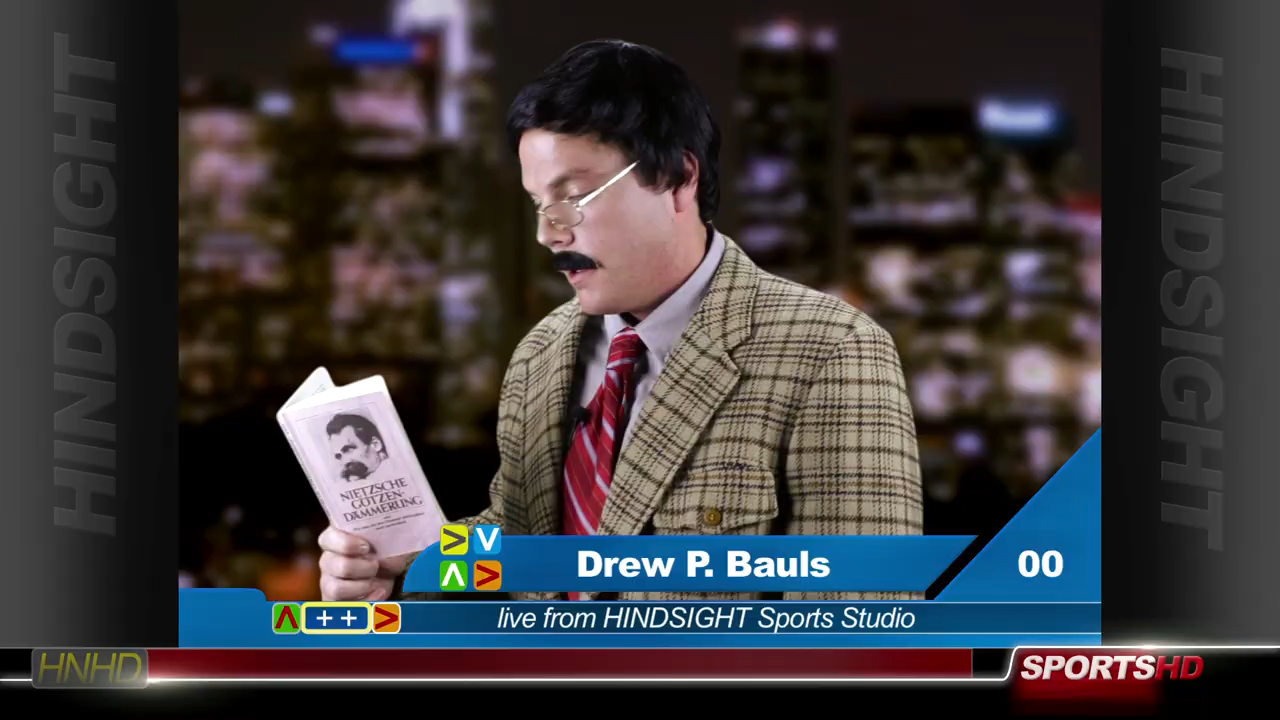 HINDSIGHT
HINDSIGHT
NIETZSCHE
GÖTZEN-
DÄMMERUNG
> V
Λ >
Drew P. Bauls
00
Λ ++ >
live from HINDSIGHT Sports Studio
HNHD
SPORTSHD